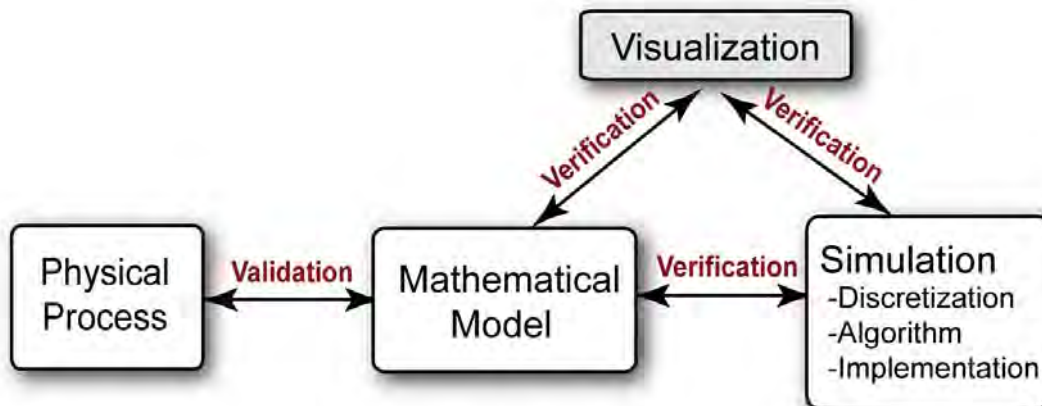 Visualization
Verification
Verification
Physical
Process
Validation
Mathematical
Model
Verification
Simulation
-Discretization
-Algorithm
-Implementation